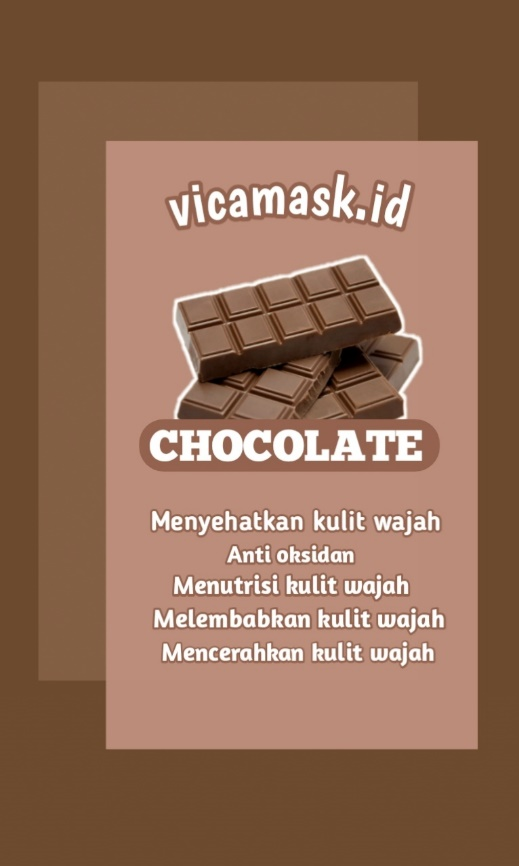 vicamask.id
CHOCOLATE
Menyehatkan kulit wajah
Anti oksidan
Menutrisi kulit wajah
Melembabkan kulit wajah
Mencerahkan kulit wajah